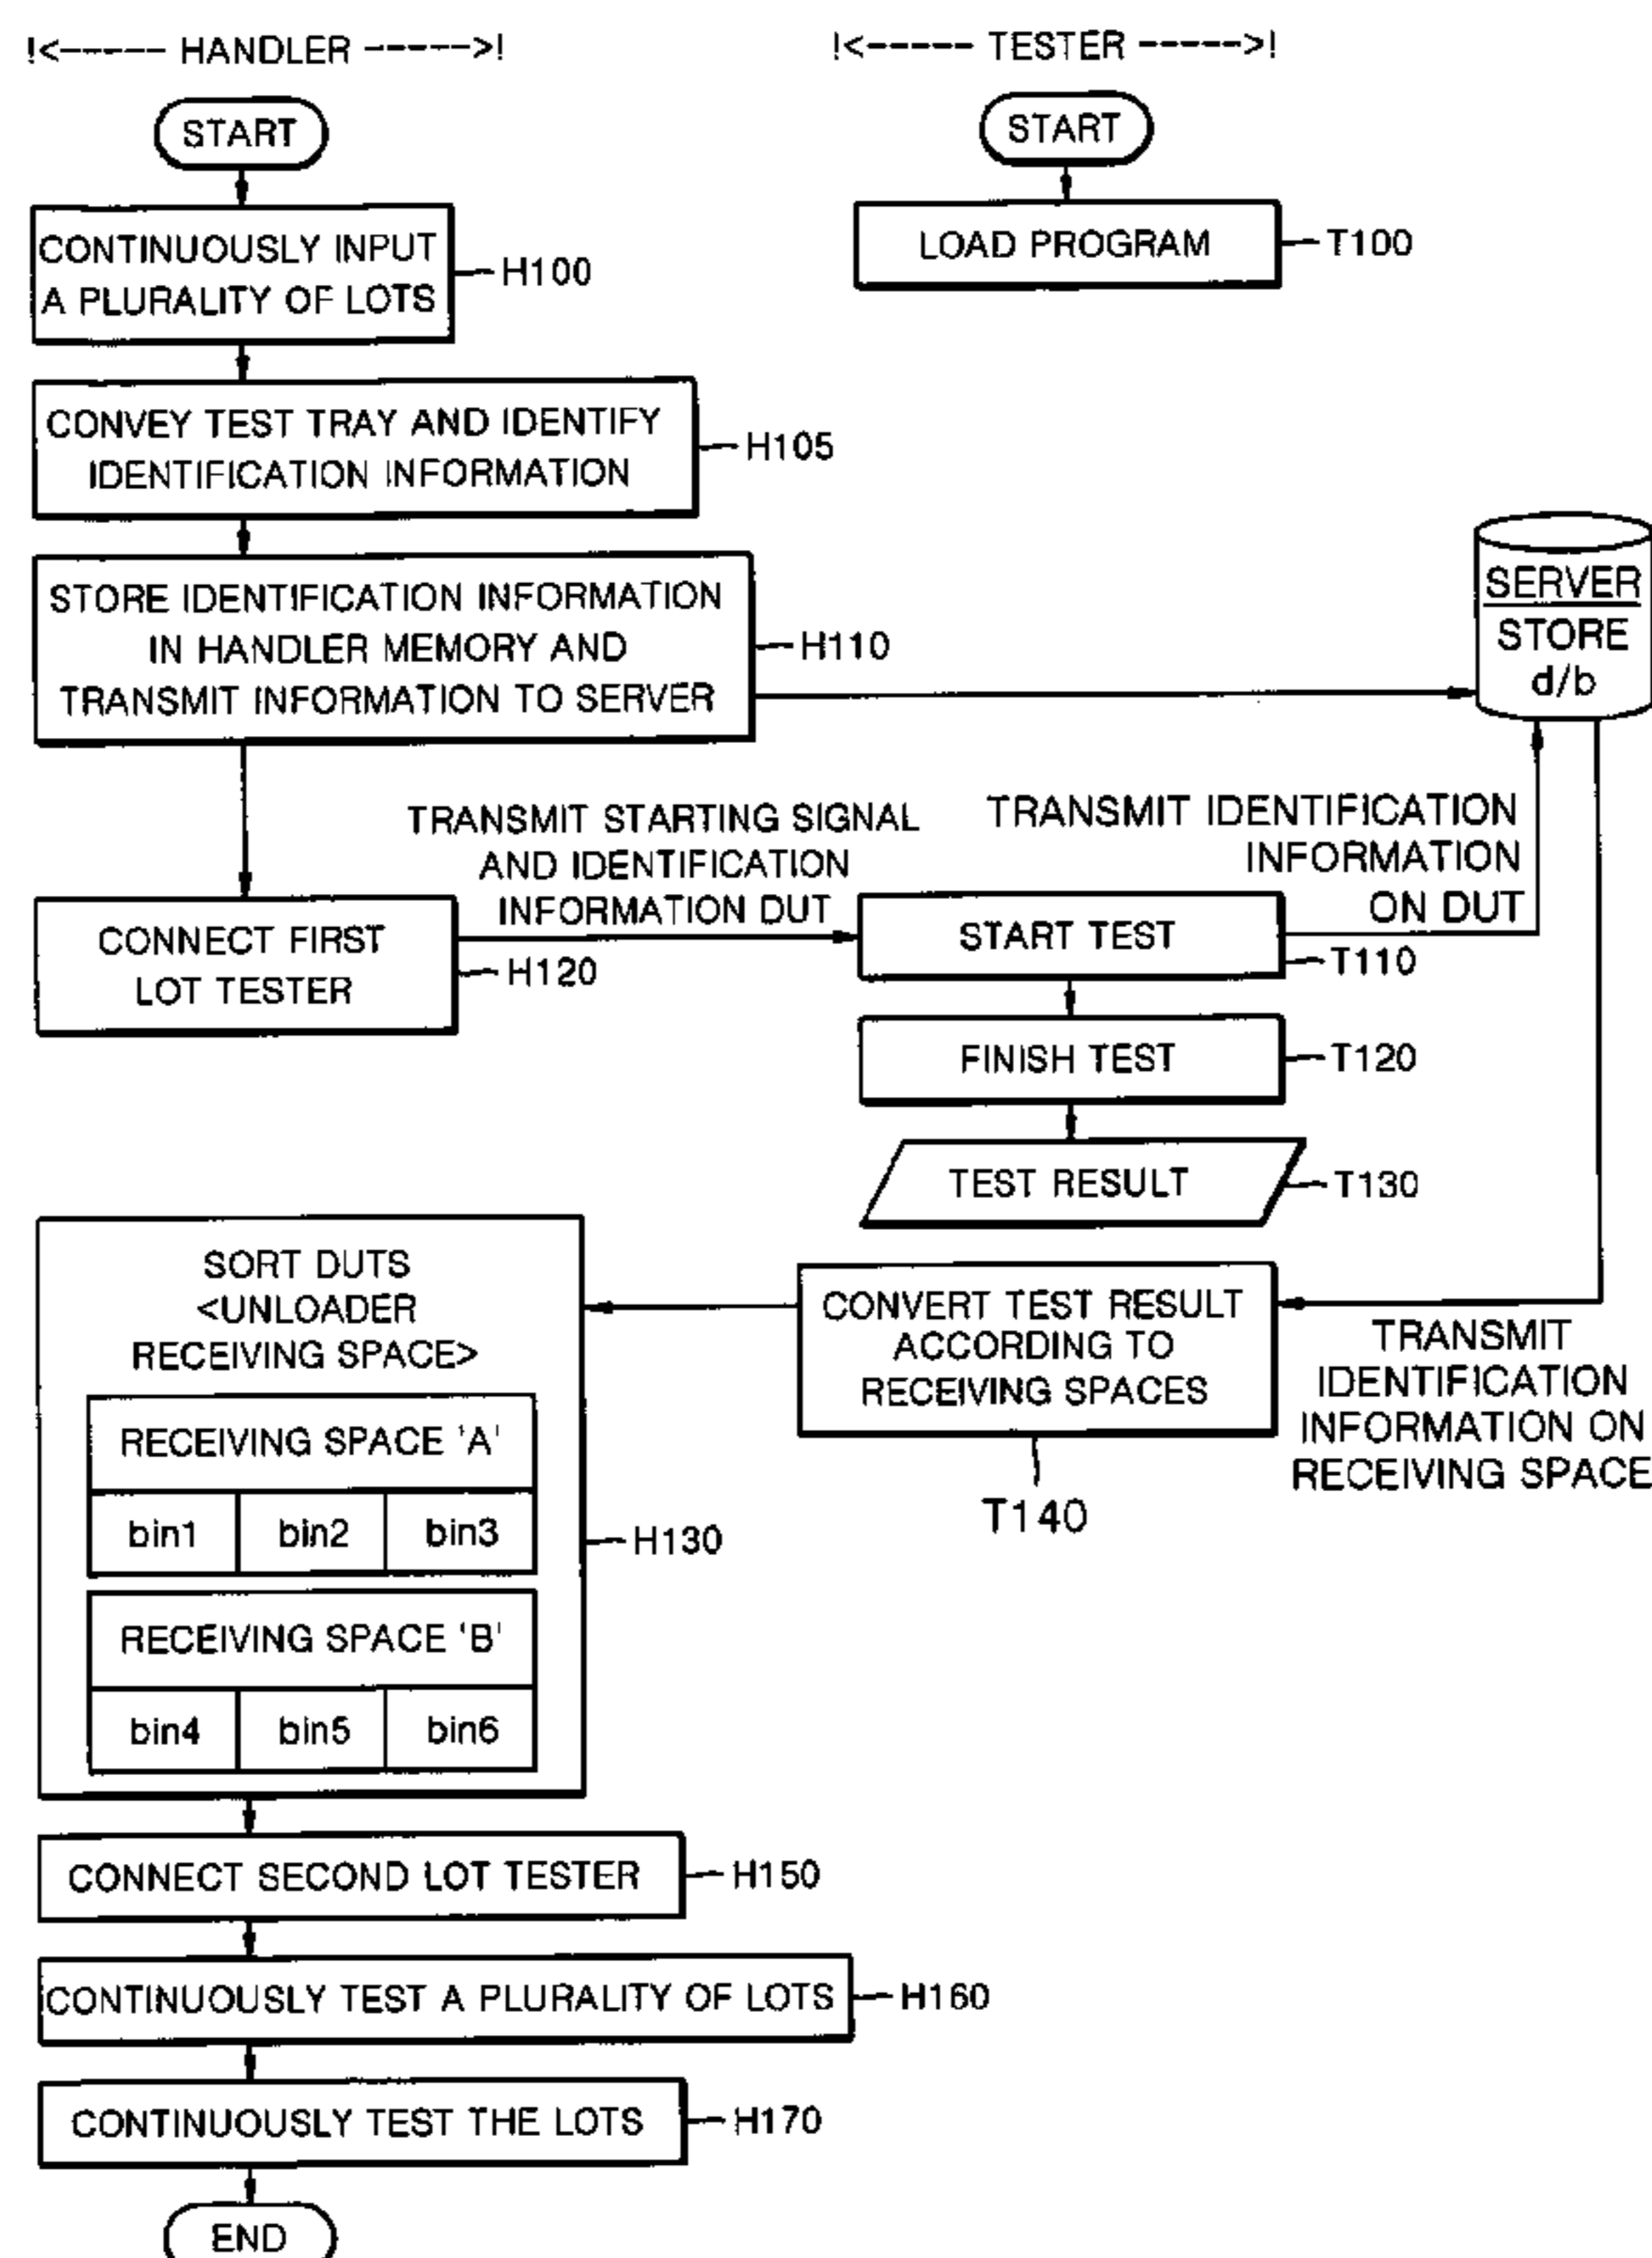 !<----- HANDLER ----->!
!<----- TESTER ----->!
START
START
CONTINUOUSLY INPUT
A PLURALITY OF LOTS
H100
LOAD PROGRAM
T100
CONVEY TEST TRAY AND IDENTIFY
IDENTIFICATION INFORMATION
H105
STORE IDENTIFICATION INFORMATION
IN HANDLER MEMORY AND
TRANSMIT INFORMATION TO SERVER
H110
SERVER
STORE
d/b
TRANSMIT STARTING SIGNAL
AND IDENTIFICATION
INFORMATION DUT
TRANSMIT IDENTIFICATION
INFORMATION
ON DUT
CONNECT FIRST
LOT TESTER
H120
START TEST
T110
FINISH TEST
T120
TEST RESULT
T130
CONVERT TEST RESULT
ACCORDING TO
RECEIVING SPACES
T140
TRANSMIT
IDENTIFICATION
INFORMATION ON
RECEIVING SPACE
SORT DUTS
<UNLOADER
RECEIVING SPACE>
RECEIVING SPACE 'A'
bin1 bin2 bin3
RECEIVING SPACE 'B'
bin4 bin5 bin6
H130
CONNECT SECOND LOT TESTER
H150
CONTINUOUSLY TEST A PLURALITY OF LOTS
H160
CONTINUOUSLY TEST THE LOTS
H170
END